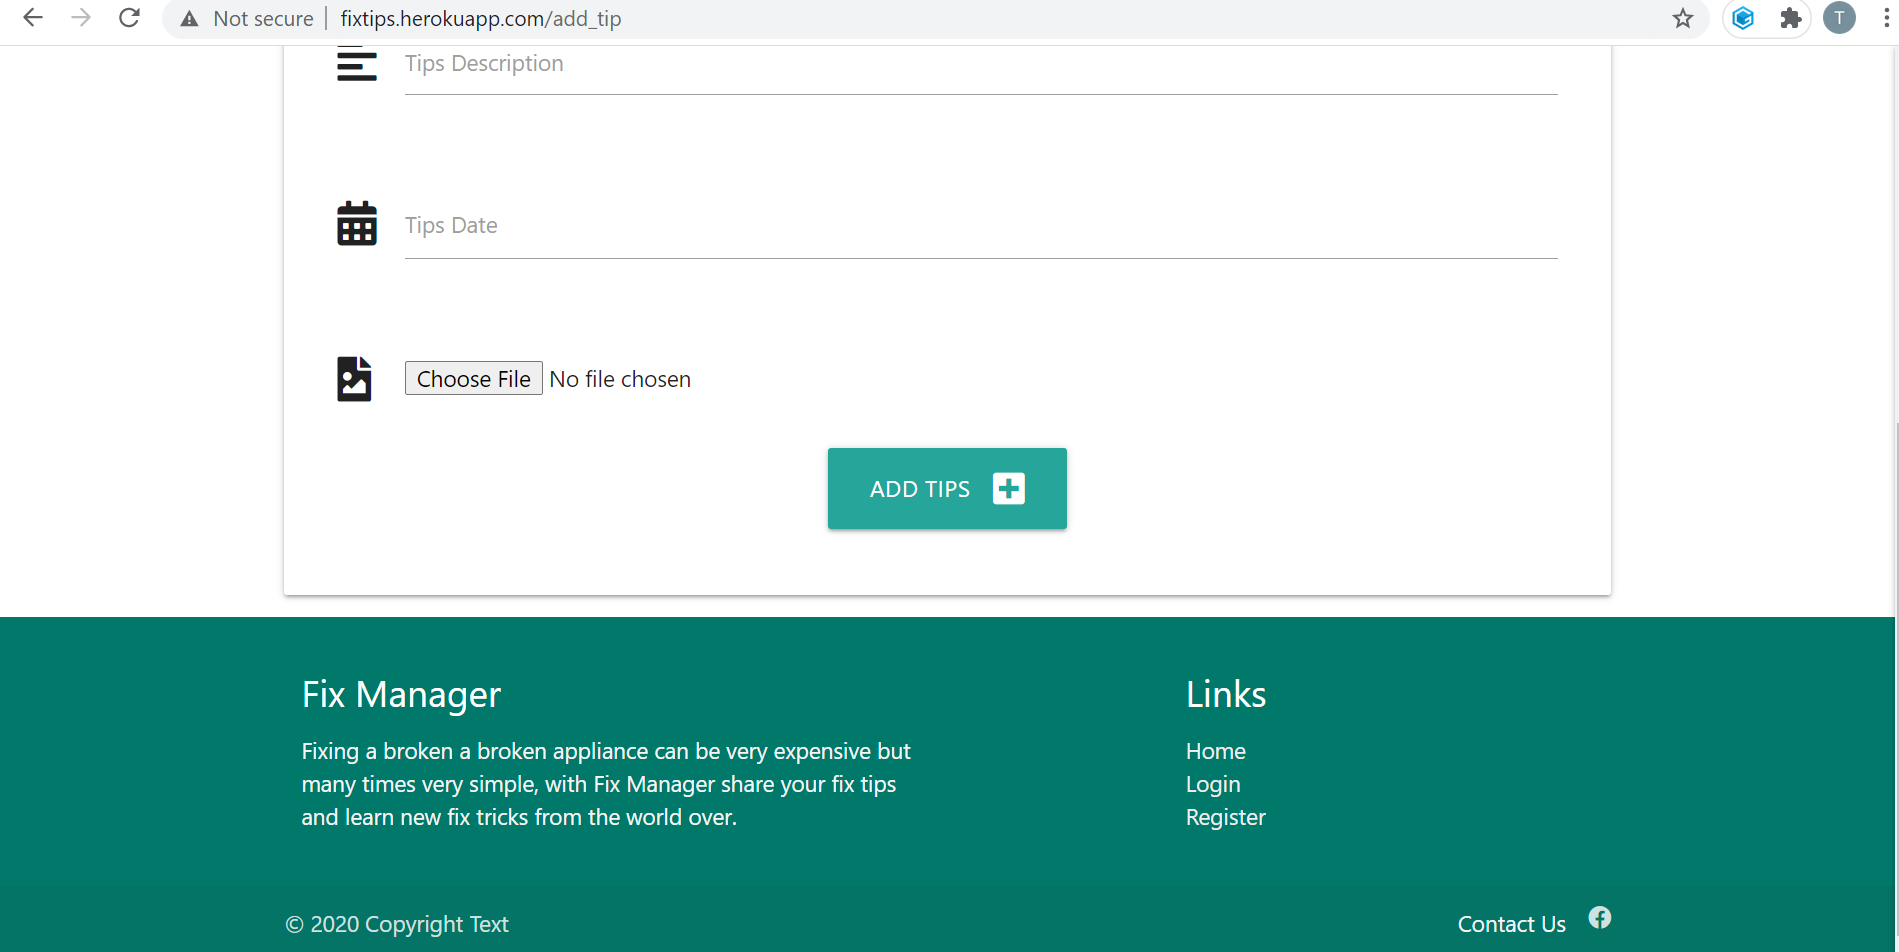 Not secure
fixtips.herokuapp.com/add_tip
T
Tips Description
Tips Date
Choose File No file chosen
ADD TIPS
Fix Manager
Fixing a broken a broken appliance can be very expensive but
many times very simple, with Fix Manager share your fix tips
and learn new fix tricks from the world over.
Links
Home
Login
Register
© 2020 Copyright Text
Contact Us